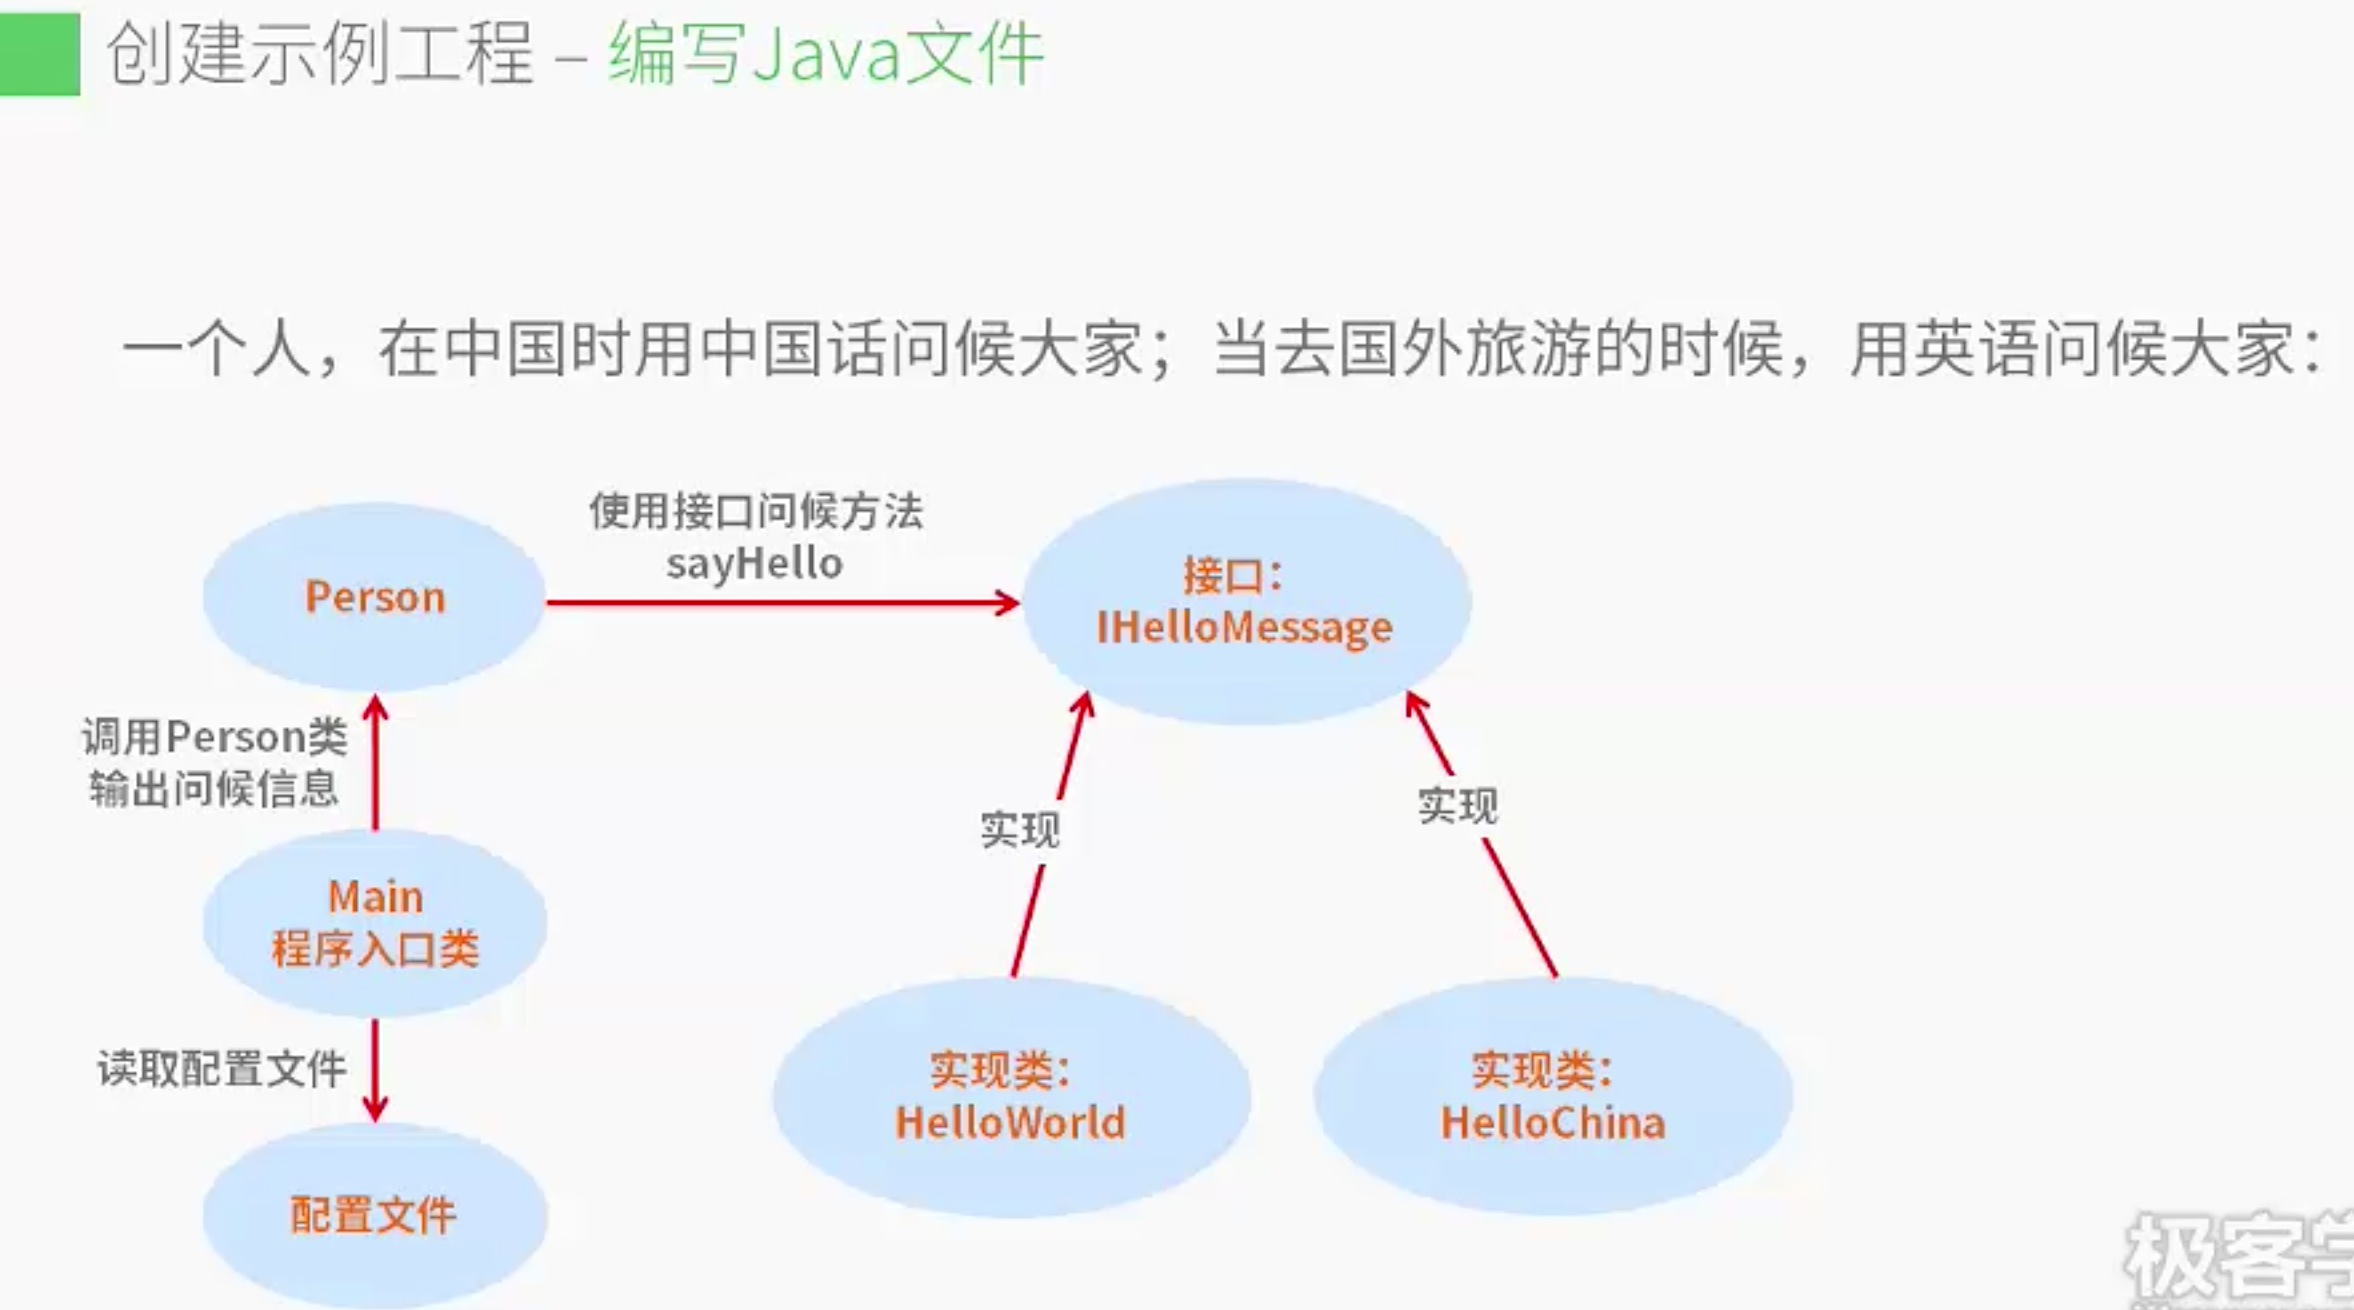 创建示例工程 – 编写Java文件
一个人，在中国时用中国话问候大家；当去国外旅游的时候，用英语问候大家：
使用接口问候方法
sayHello
Person
接口：
IHelloMessage
调用Person类
输出问候信息
实现
实现
Main
程序入口类
读取配置文件
实现类：
HelloWorld
实现类：
HelloChina
配置文件
极客学